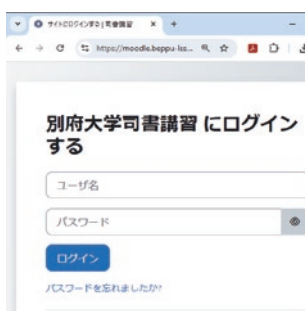 サイトにログインする | 司書講習
https://moodle.beppu-lss...
別府大学司書講習 にログイン
する
ユーザ名
パスワード
ログイン
パスワードを忘れましたか?